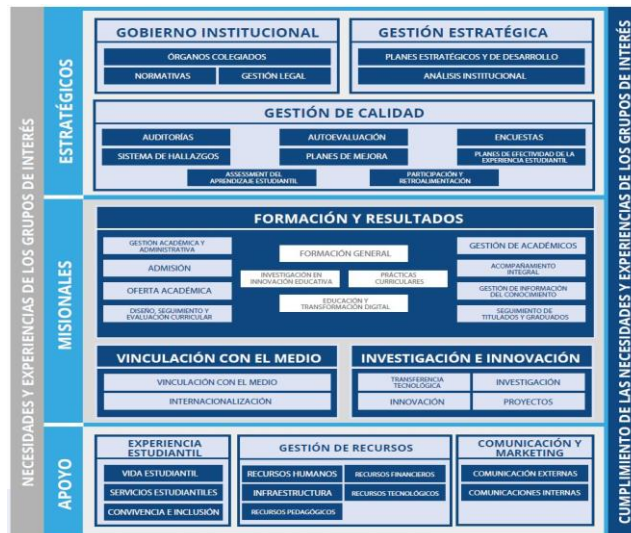 NECESIDADES Y EXPERIENCIAS DE LOS GRUPOS DE INTERÉS
ESTRATÉGICOS
GOBIERNO INSTITUCIONAL
ÓRGANOS COLEGIADOS
NORMATIVAS
GESTIÓN LEGAL
GESTIÓN ESTRATÉGICA
PLANES ESTRATÉGICOS Y DE DESARROLLO
ANÁLISIS INSTITUCIONAL
GESTIÓN DE CALIDAD
AUDITORÍAS
AUTOEVALUACIÓN
ENCUESTAS
SISTEMA DE HALLAZGOS
PLANES DE MEJORA
PLANES DE EFECTIVIDAD DE LA
EXPERIENCIA ESTUDIANTIL
ASSESSMENT DEL
APRENDIZAJE ESTUDIANTIL
PARTICIPACIÓN Y
RETROALIMENTACIÓN
MISIONALES
FORMACIÓN Y RESULTADOS
GESTIÓN ACADÉMICA Y
ADMINISTRATIVA
ADMISIÓN
OFERTA ACADÉMICA
DISEÑO, SEGUIMIENTO Y
EVALUACIÓN CURRICULAR
FORMACIÓN GENERAL
INVESTIGACIÓN EN
INNOVACIÓN EDUCATIVA
PRÁCTICAS
CURRICULARES
EDUCACIÓN Y
TRANSFORMACIÓN DIGITAL
GESTIÓN DE ACADÉMICOS
ACOMPAÑAMIENTO
INTEGRAL
GESTIÓN DE INFORMACIÓN
DEL CONOCIMIENTO
SEGUIMIENTO DE
TITULADOS Y GRADUADOS
VINCULACIÓN CON EL MEDIO
VINCULACIÓN CON EL MEDIO
INTERNACIONALIZACIÓN
INVESTIGACIÓN E INNOVACIÓN
TRANSFERENCIA
TECNOLÓGICA
INVESTIGACIÓN
INNOVACIÓN
PROYECTOS
APOYO
EXPERIENCIA
ESTUDIANTIL
VIDA ESTUDIANTIL
SERVICIOS ESTUDIANTILES
CONVIVENCIA E INCLUSIÓN
GESTIÓN DE RECURSOS
RECURSOS HUMANOS
RECURSOS FINANCIEROS
INFRAESTRUCTURA
RECURSOS TECNOLÓGICOS
RECURSOS PEDAGÓGICOS
COMUNICACIÓN Y
MARKETING
COMUNICACIÓN EXTERNAS
COMUNICACIONES INTERNAS
CUMPLIMIENTO DE LAS NECESIDADES Y EXPERIENCIAS DE LOS GRUPOS DE INTERÉS